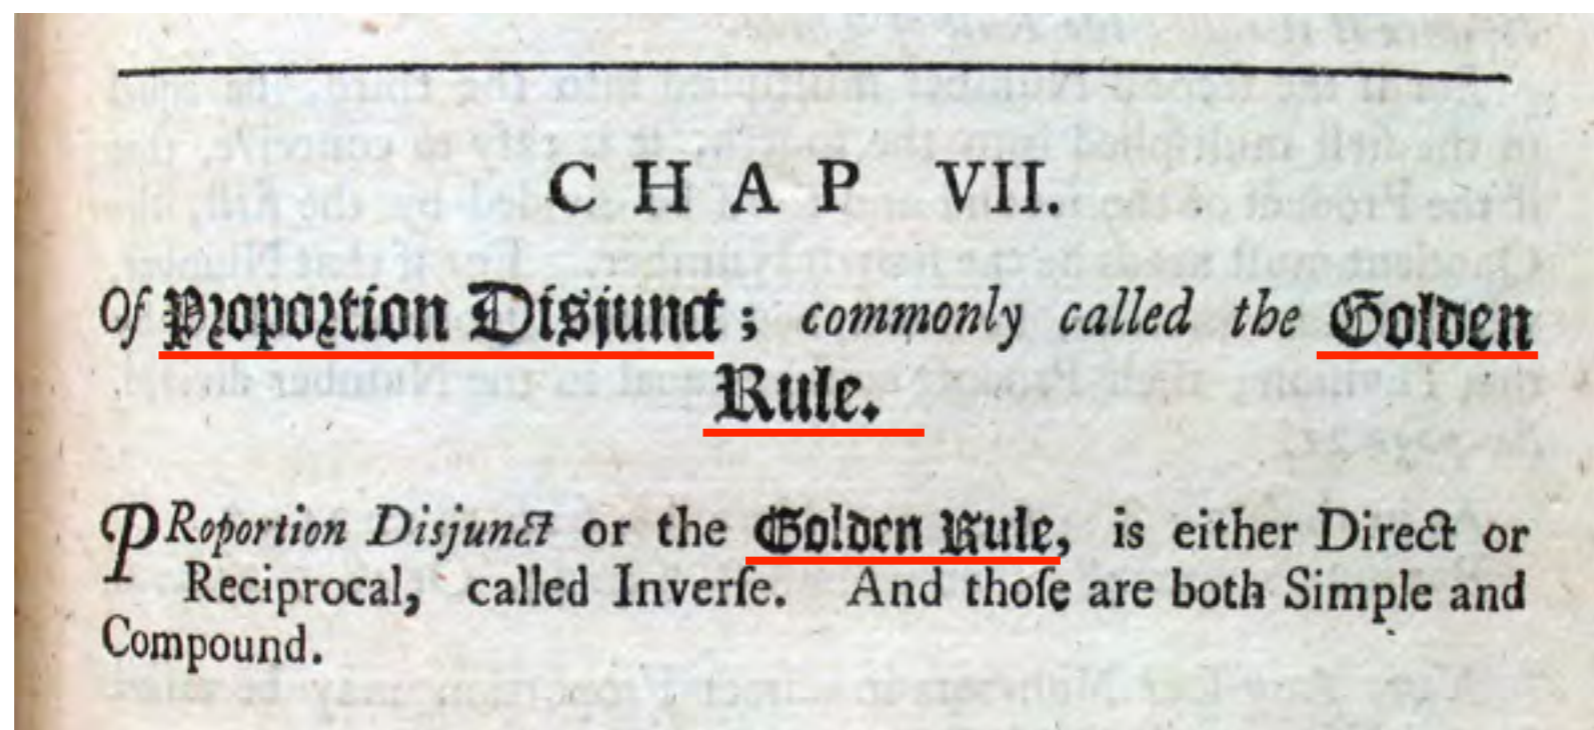 CHAP VII.
Of Proportion Disjunct; commonly called the Golden
Rule.
PRoportion Disjunct or the Golden Rule, is either Direct or
Reciprocal, called Inverſe. And thoſe are both Simple and
Compound.